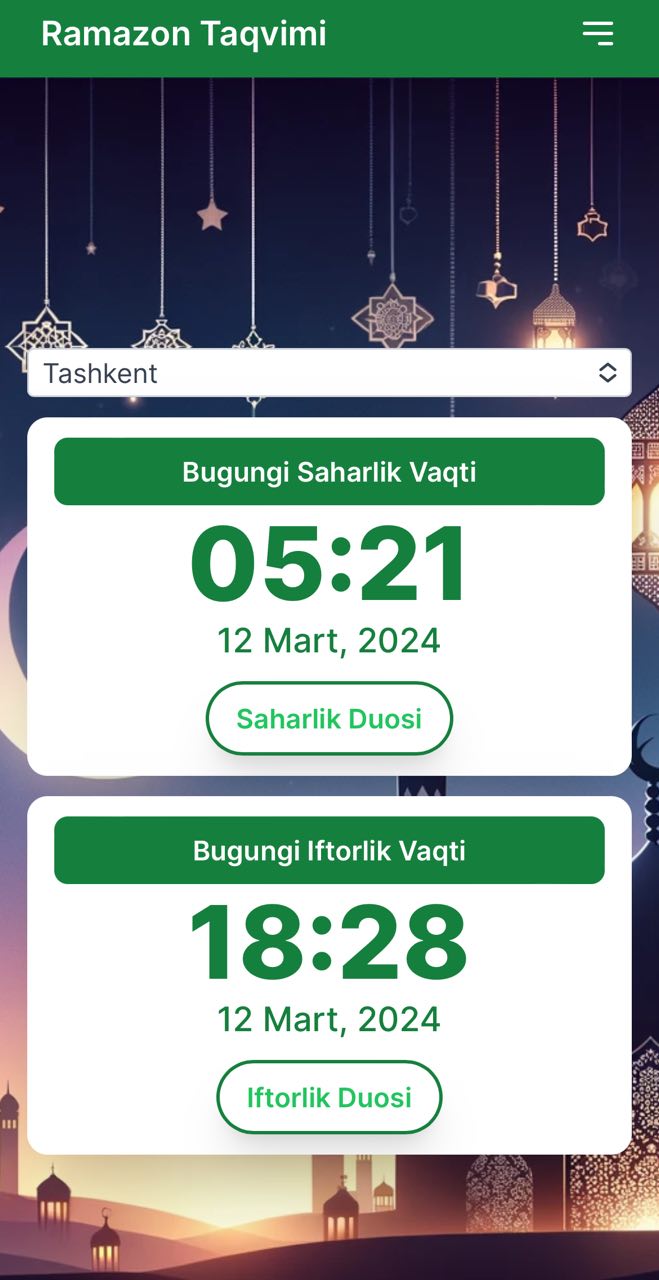 Ramazon Taqvimi
Tashkent
Bugungi Saharlik Vaqti
05:21
12 Mart, 2024
Saharlik Duosi
Bugungi Iftorlik Vaqti
18:28
12 Mart, 2024
Iftorlik Duosi